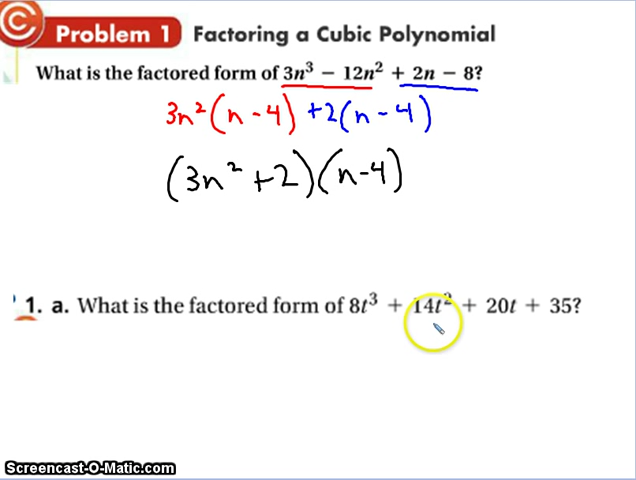 C Problem 1 Factoring a Cubic Polynomial
What is the factored form of 3n³ − 12n² + 2n − 8?
3n²(n - 4) +2(n - 4)
(3n² +2)(n-4)
1. a. What is the factored form of 8t³ + 14t² + 20t + 35?
Screencast-O-Matic.com